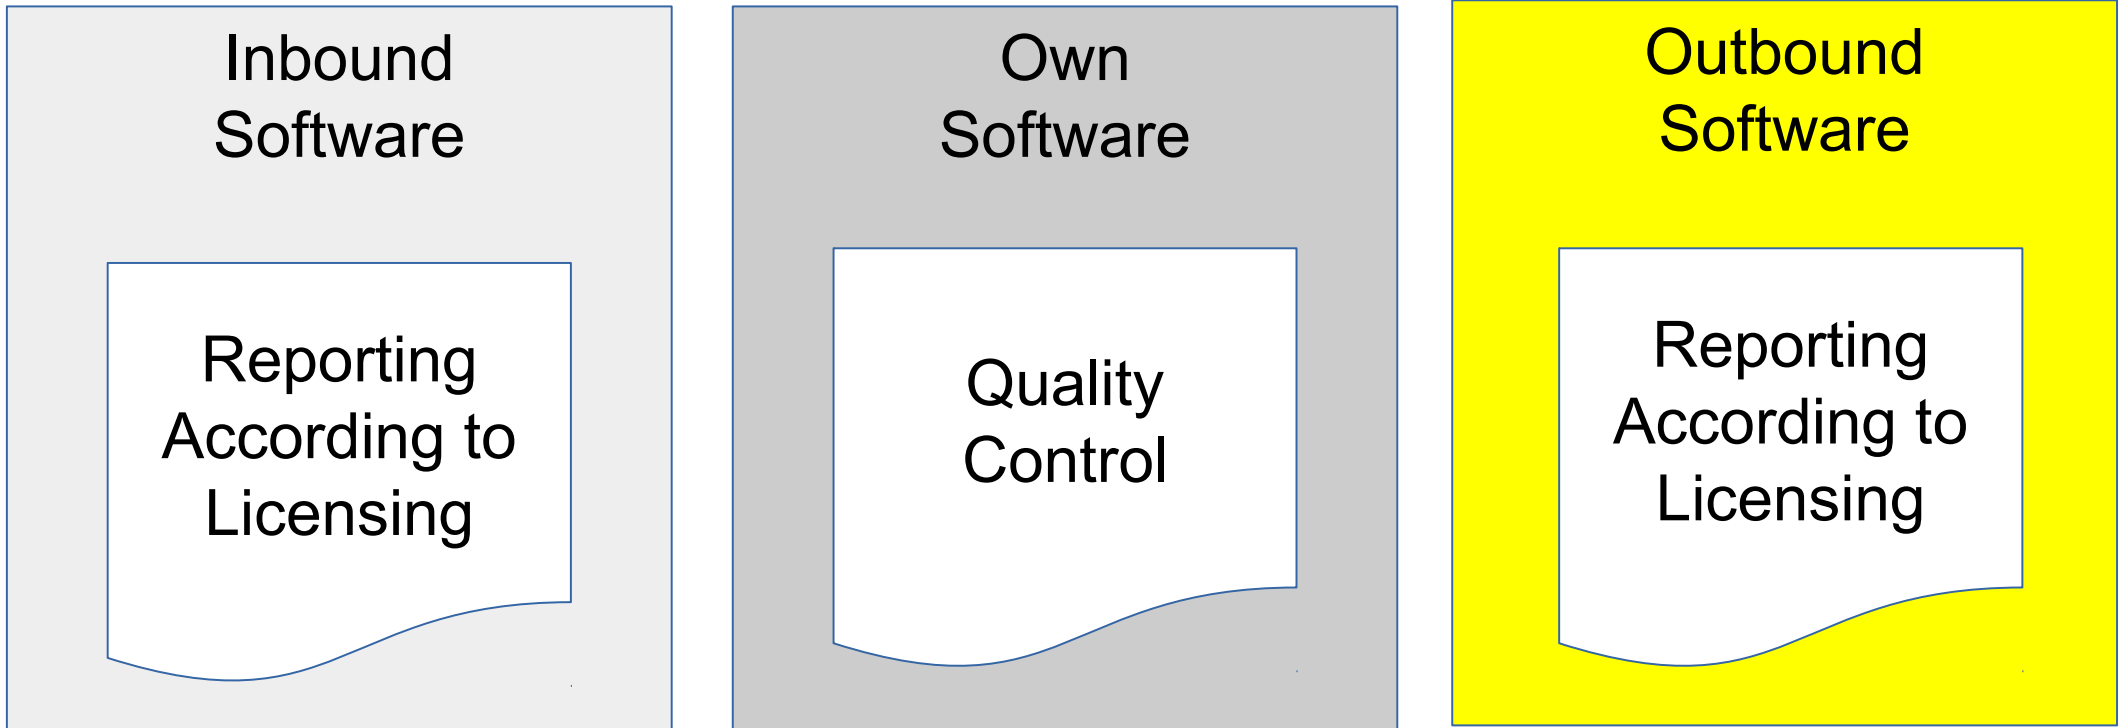 Inbound
Software
Reporting
According to
Licensing
Own
Software
Quality
Control
Outbound
Software
Reporting
According to
Licensing